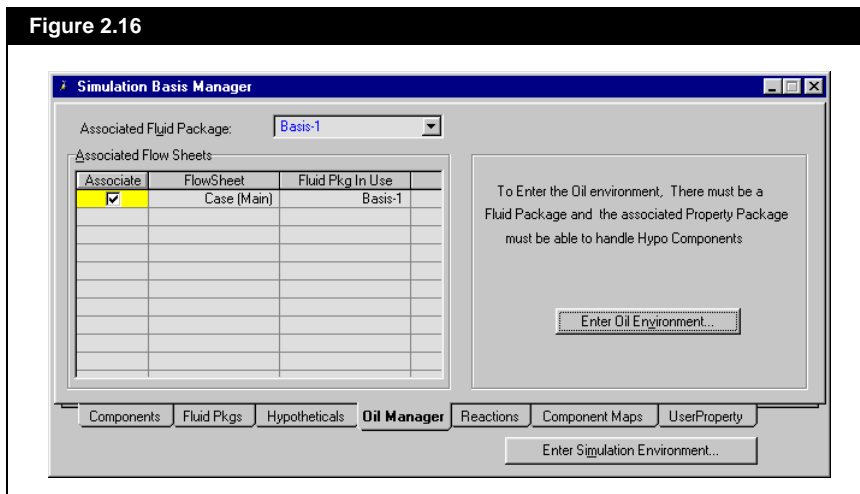 Figure 2.16
Simulation Basis Manager
Associated Fluid Package: Basis-1
Associated Flow Sheets
Associate FlowSheet Fluid Pkg In Use
Case (Main) Basis-1
To Enter the Oil environment, There must be a
Fluid Package and the associated Property Package
must be able to handle Hypo Components
Enter Oil Environment...
Components Fluid Pkgs Hypotheticals Oil Manager Reactions Component Maps UserProperty
Enter Simulation Environment...